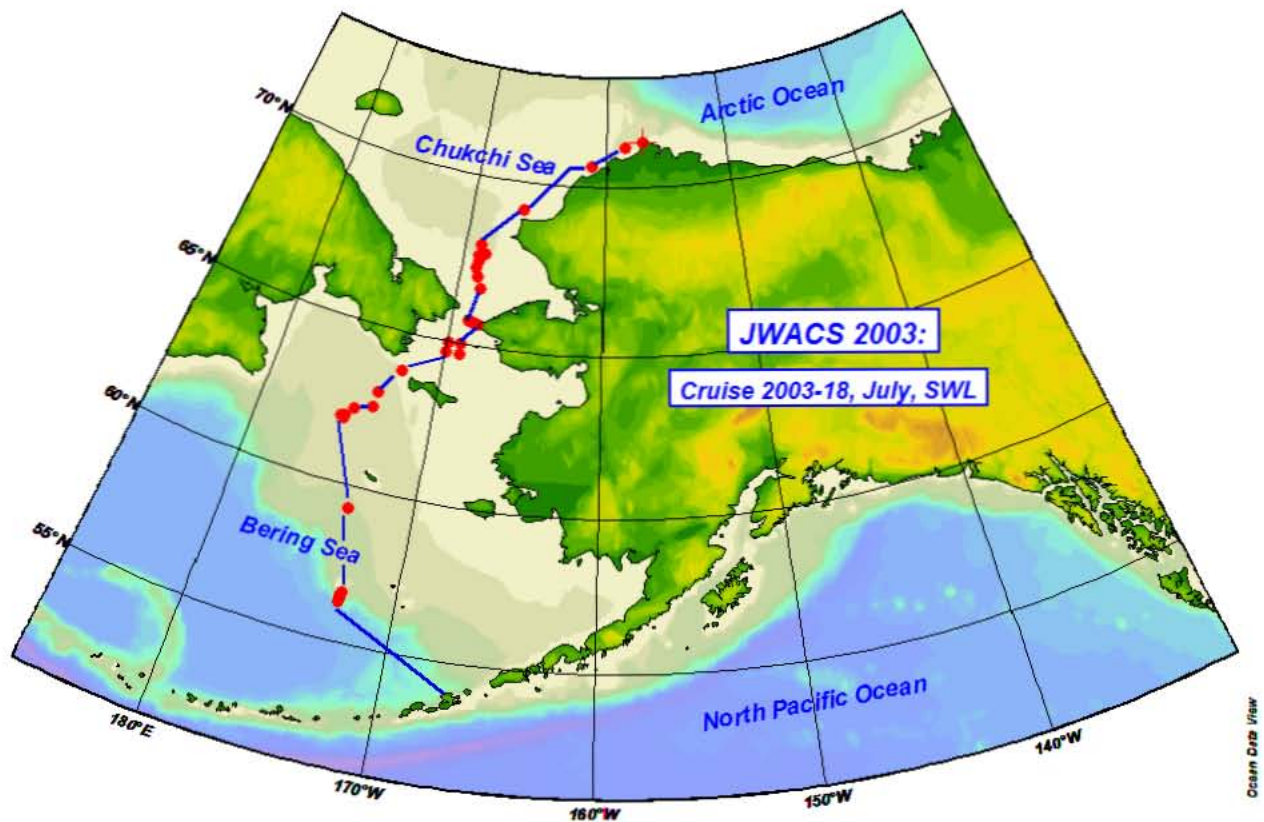 Arctic Ocean
70°N
Chukchi Sea
65°N
JWACS 2003:
Cruise 2003-18, July, SWL
60°N
Bering Sea
55°N
North Pacific Ocean
180°E
170°W
160°W
150°W
140°W
Ocean Data View